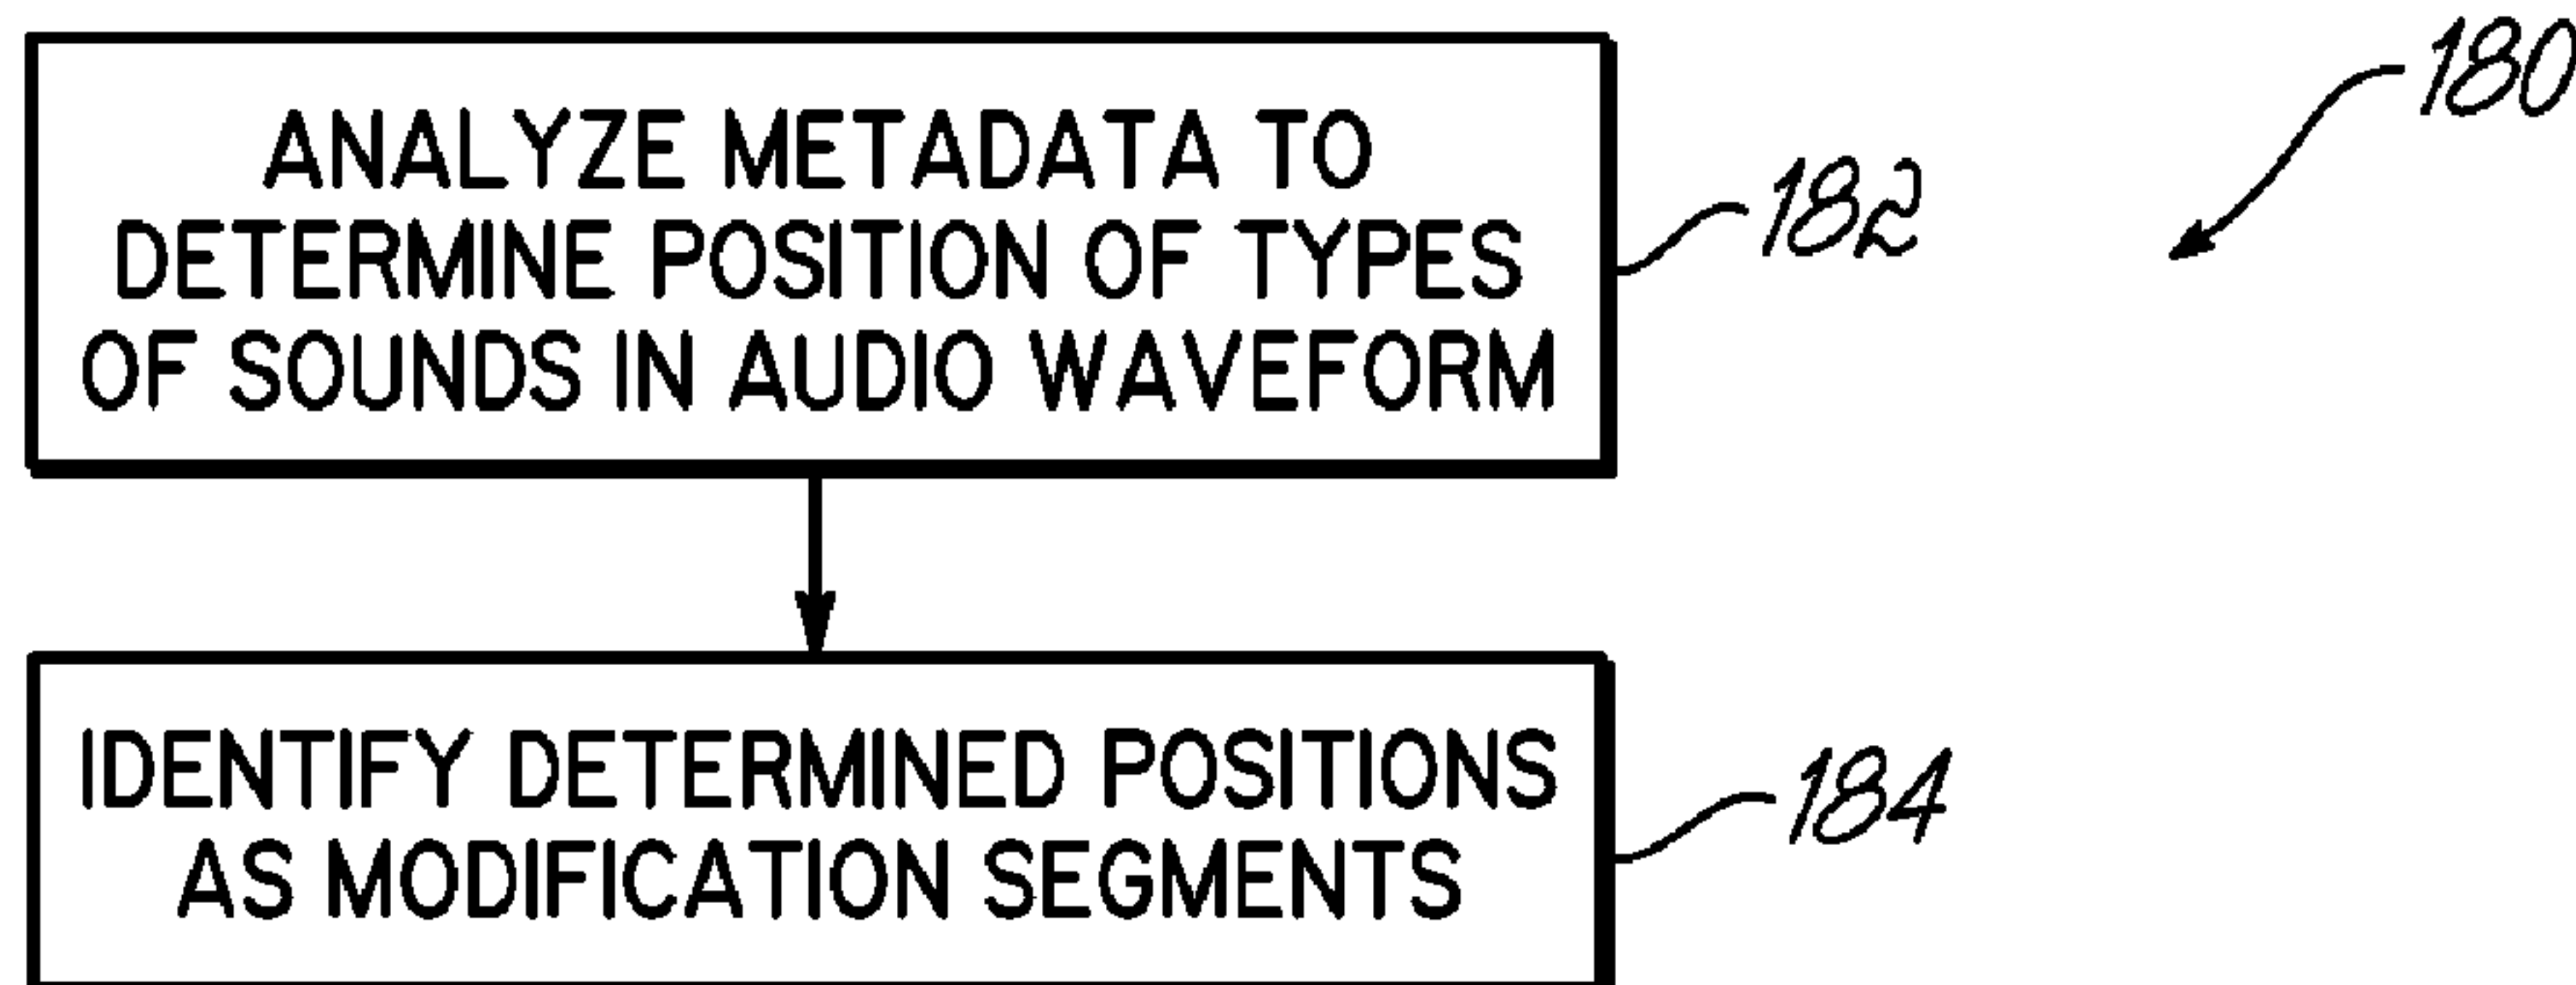 180
ANALYZE METADATA TO
DETERMINE POSITION OF TYPES
OF SOUNDS IN AUDIO WAVEFORM
182
IDENTIFY DETERMINED POSITIONS
AS MODIFICATION SEGMENTS
184